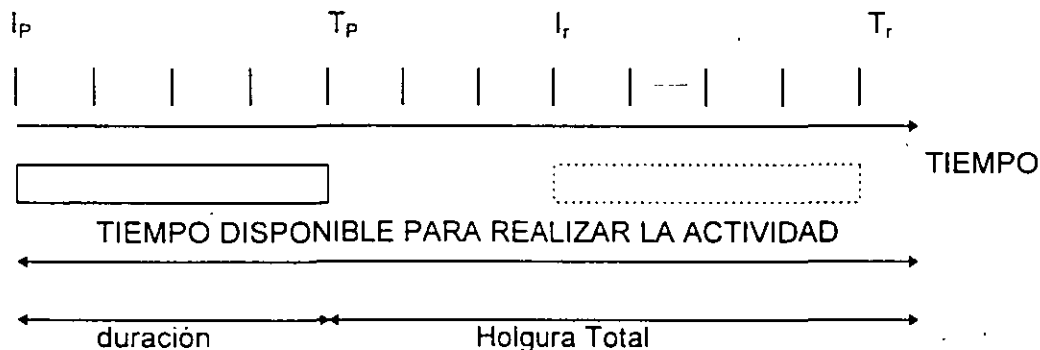 I_P T_P I_r T_r
TIEMPO
TIEMPO DISPONIBLE PARA REALIZAR LA ACTIVIDAD
duración Holgura Total